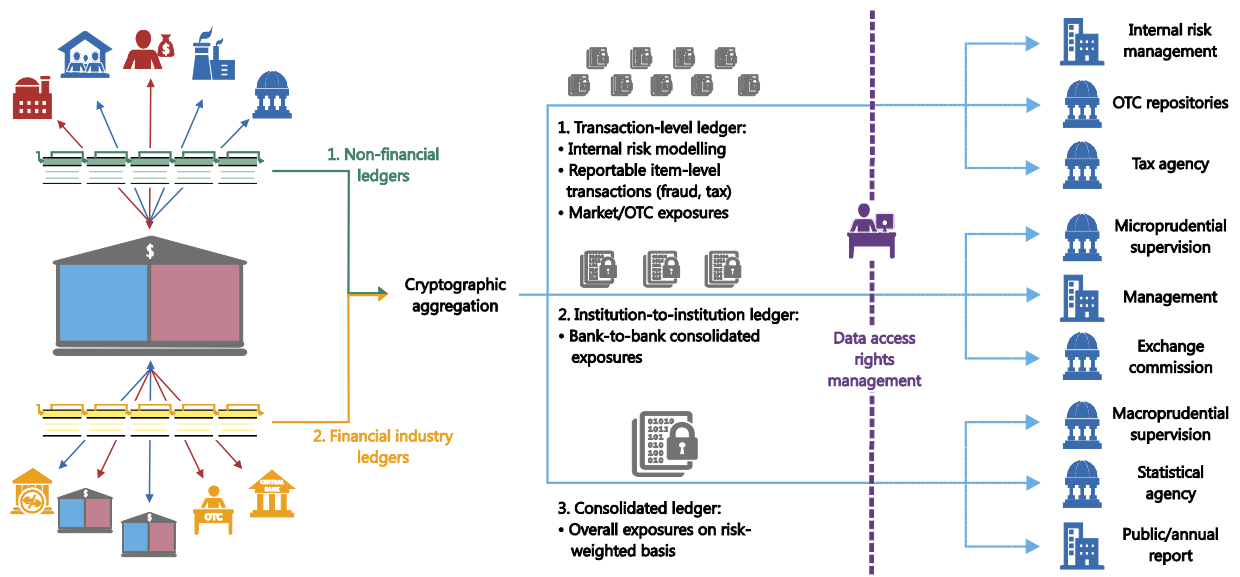 $
1. Non-financial
ledgers
$
Cryptographic
aggregation
2. Financial industry
ledgers
$
$
OTC
CENTRAL
BANK
1. Transaction-level ledger:
• Internal risk modelling
• Reportable item-level
transactions (fraud, tax)
• Market/OTC exposures
2. Institution-to-institution ledger:
• Bank-to-bank consolidated
exposures
01010
1011
101
010
100
010
3. Consolidated ledger:
• Overall exposures on risk-
weighted basis
Data access
rights
management
Internal risk
management
OTC repositories
Tax agency
Microprudential
supervision
Management
Exchange
commission
Macroprudential
supervision
Statistical
agency
Public/annual
report